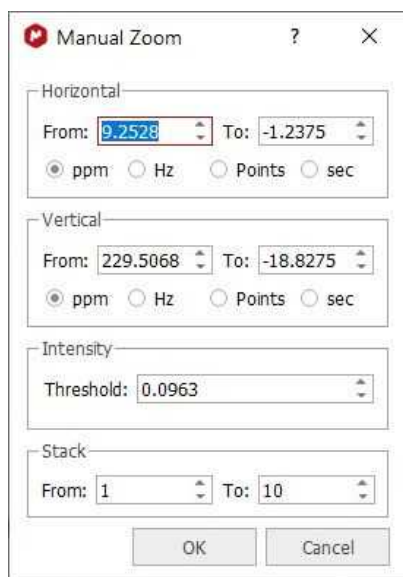 Manual Zoom ? ×
Horizontal
From: 9.2528 To: -1.2375
ppm Hz Points sec
Vertical
From: 229.5068 To: -18.8275
ppm Hz Points sec
Intensity
Threshold: 0.0963
Stack
From: 1 To: 10
OK Cancel